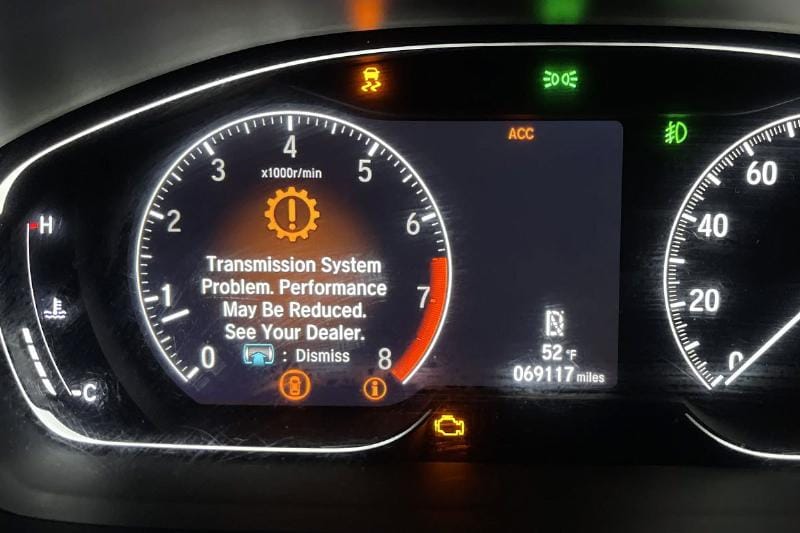 ACC
4
3
5
x1000r/min
2
6
Transmission System
Problem. Performance
May Be Reduced.
See Your Dealer.
: Dismiss
1
7
0
8
H
C
52 °F
069117 miles
60
40
20
0